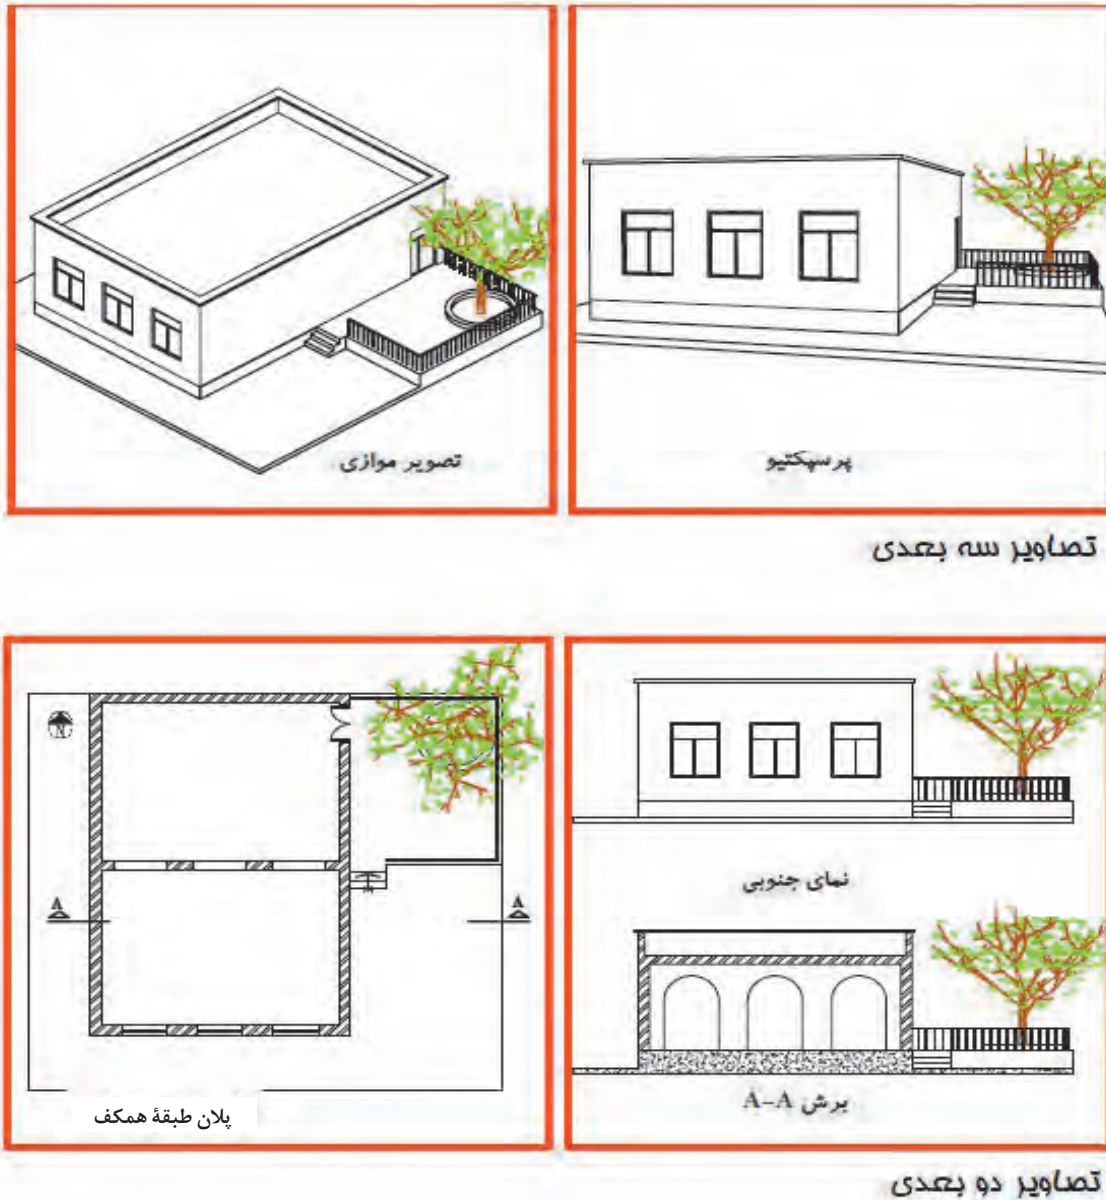 تصویر موازی
پرسپکتیو
تصاویر سه بعدی
N
A
A
پلان طبقهٔ همکف
نمای جنوبی
برش A-A
تصاویر دو بعدی